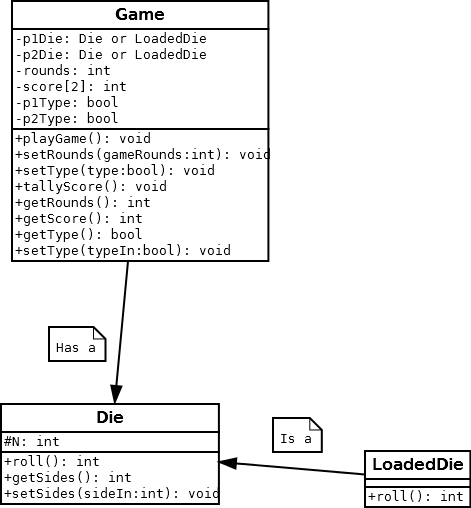 Game
-p1Die: Die or LoadedDie
-p2Die: Die or LoadedDie
-rounds: int
-score[2]: int
-p1Type: bool
-p2Type: bool
+playGame(): void
+setRounds(gameRounds:int): void
+setType(type:bool): void
+tallyScore(): void
+getRounds(): int
+getScore(): int
+getType(): bool
+setType(typeIn:bool): void
Has a
Die
#N: int
+roll(): int
+getSides(): int
+setSides(sideIn:int): void
Is a
LoadedDie
+roll(): int